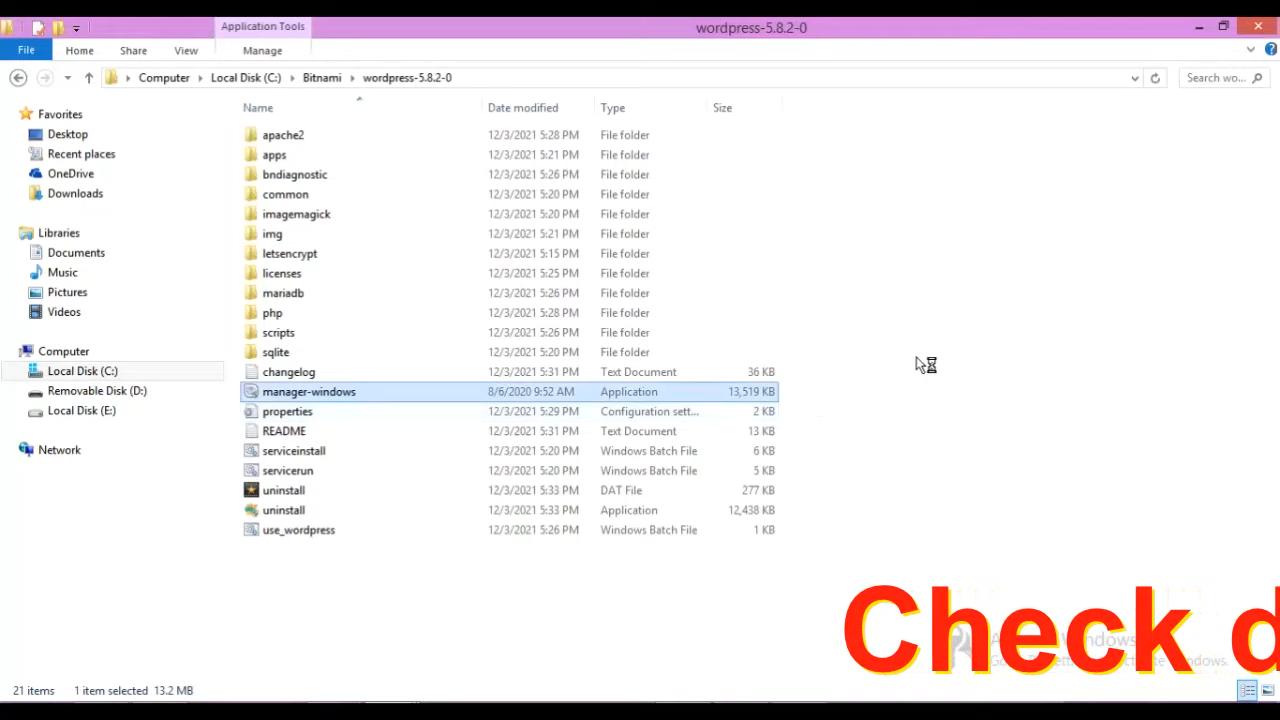 Application Tools
wordpress-5.8.2-0
File Home Share View Manage
Computer Local Disk (C:) Bitnami wordpress-5.8.2-0 Search wo...
Name Date modified Type Size
Favorites
Desktop
Recent places
OneDrive
Downloads
Libraries
Documents
Music
Pictures
Videos
Computer
Local Disk (C:)
Removable Disk (D:)
Local Disk (E:)
Network
apache2 12/3/2021 5:28 PM File folder
apps 12/3/2021 5:21 PM File folder
bndiagnostic 12/3/2021 5:26 PM File folder
common 12/3/2021 5:20 PM File folder
imagemagick 12/3/2021 5:20 PM File folder
img 12/3/2021 5:21 PM File folder
letsencrypt 12/3/2021 5:15 PM File folder
licenses 12/3/2021 5:25 PM File folder
mariadb 12/3/2021 5:26 PM File folder
php 12/3/2021 5:28 PM File folder
scripts 12/3/2021 5:26 PM File folder
sqlite 12/3/2021 5:20 PM File folder
changelog 12/3/2021 5:31 PM Text Document 36 KB
manager-windows 8/6/2020 9:52 AM Application 13,519 KB
properties 12/3/2021 5:29 PM Configuration sett... 2 KB
README 12/3/2021 5:31 PM Text Document 13 KB
serviceinstall 12/3/2021 5:20 PM Windows Batch File 6 KB
servicerun 12/3/2021 5:20 PM Windows Batch File 5 KB
uninstall 12/3/2021 5:33 PM DAT File 277 KB
uninstall 12/3/2021 5:33 PM Application 12,438 KB
use_wordpress 12/3/2021 5:26 PM Windows Batch File 1 KB
Check d
21 items 1 item selected 13.2 MB